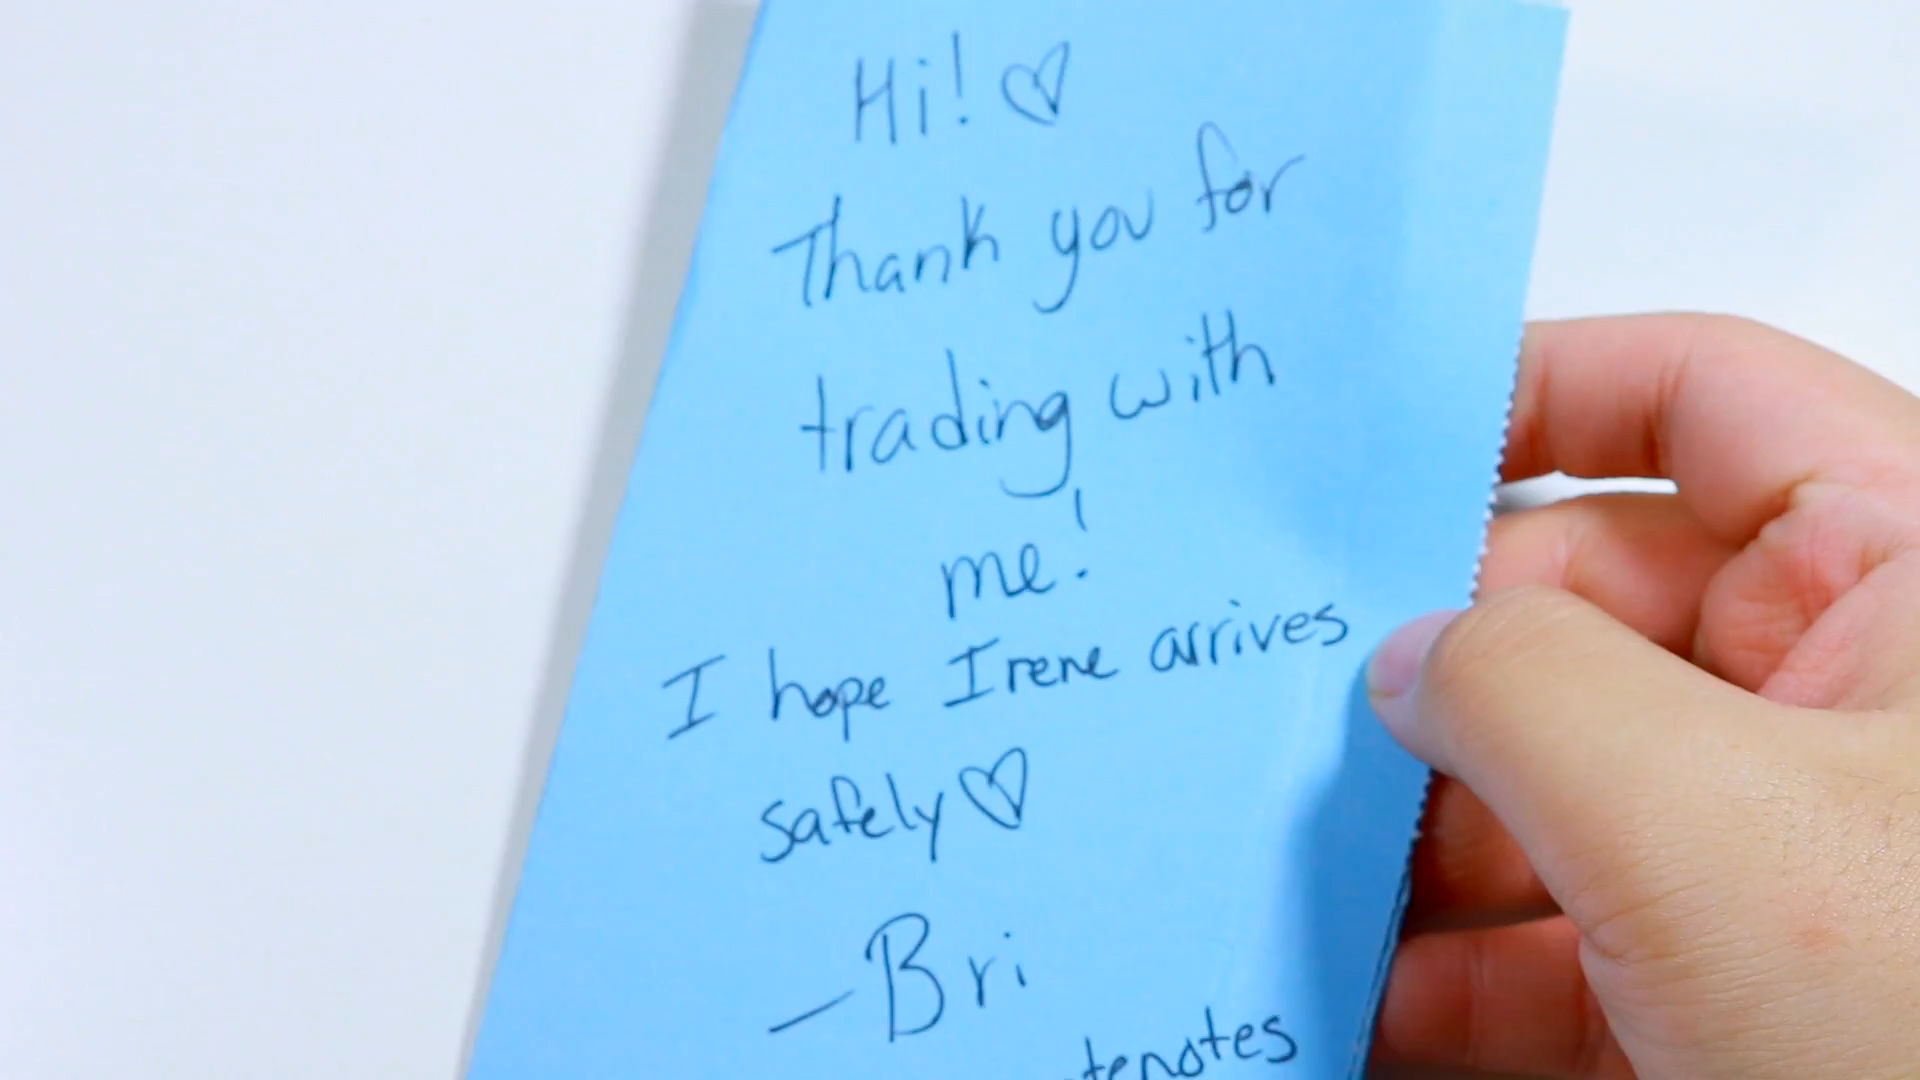 Hi! ♡
Thank you for
trading with
me!
I hope Irene arrives
safely ♡
—Bri